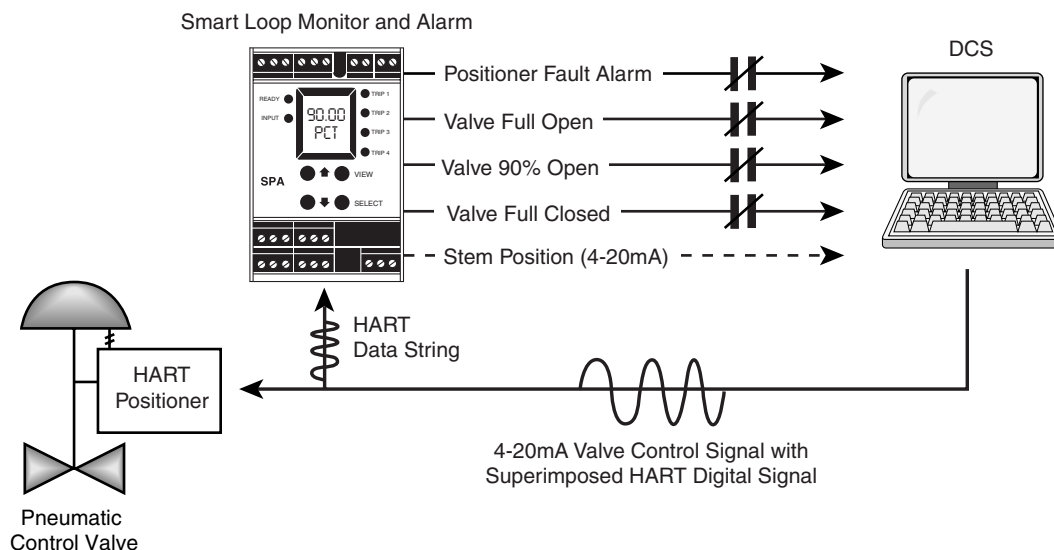 Smart Loop Monitor and Alarm
DCS
READY
INPUT
90.00
PCT
TRIP 1
TRIP 2
TRIP 3
TRIP 4
SPA
VIEW
SELECT
Positioner Fault Alarm
Valve Full Open
Valve 90% Open
Valve Full Closed
Stem Position (4-20mA)
HART
Data String
HART
Positioner
4-20mA Valve Control Signal with
Superimposed HART Digital Signal
Pneumatic
Control Valve